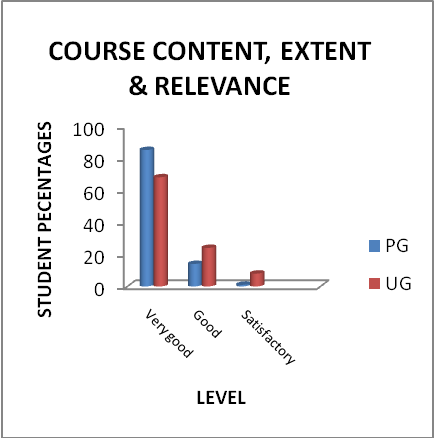 COURSE CONTENT, EXTENT
& RELEVANCE
STUDENT PECENTAGES
100
80
60
40
20
0
Very good
Good
Satisfactory
LEVEL
PG
UG